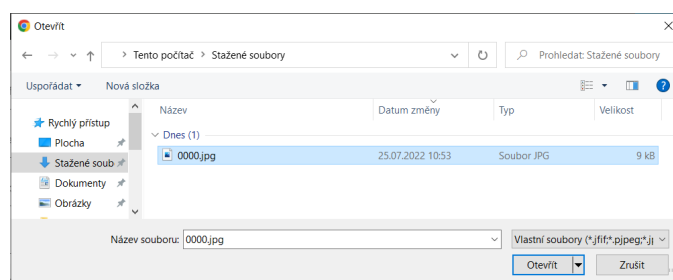 Otevřít
Tento počítač > Stažené soubory
Prohledat: Stažené soubory
Uspořádat
Nová složka
?
Název
Datum změny
Typ
Velikost
Rychlý přístup
Plocha
Stažené soub
Dokumenty
Obrázky
Dnes (1)
0000.jpg
25.07.2022 10:53
Soubor JPG
9 kB
Název souboru:
0000.jpg
Vlastní soubory (*.jfif;*.pjpeg;*.j
Otevřít
Zrušit